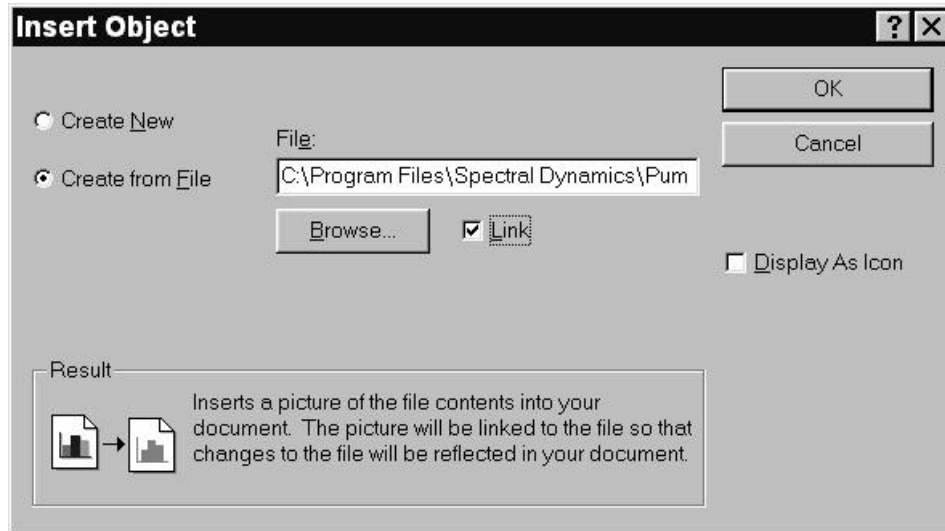 Insert Object
OK
Create New
File:
Cancel
Create from File
C:\Program Files\Spectral Dynamics\Pum
Browse...
Link
Display As Icon
Result
Inserts a picture of the file contents into your
document. The picture will be linked to the file so that
changes to the file will be reflected in your document.